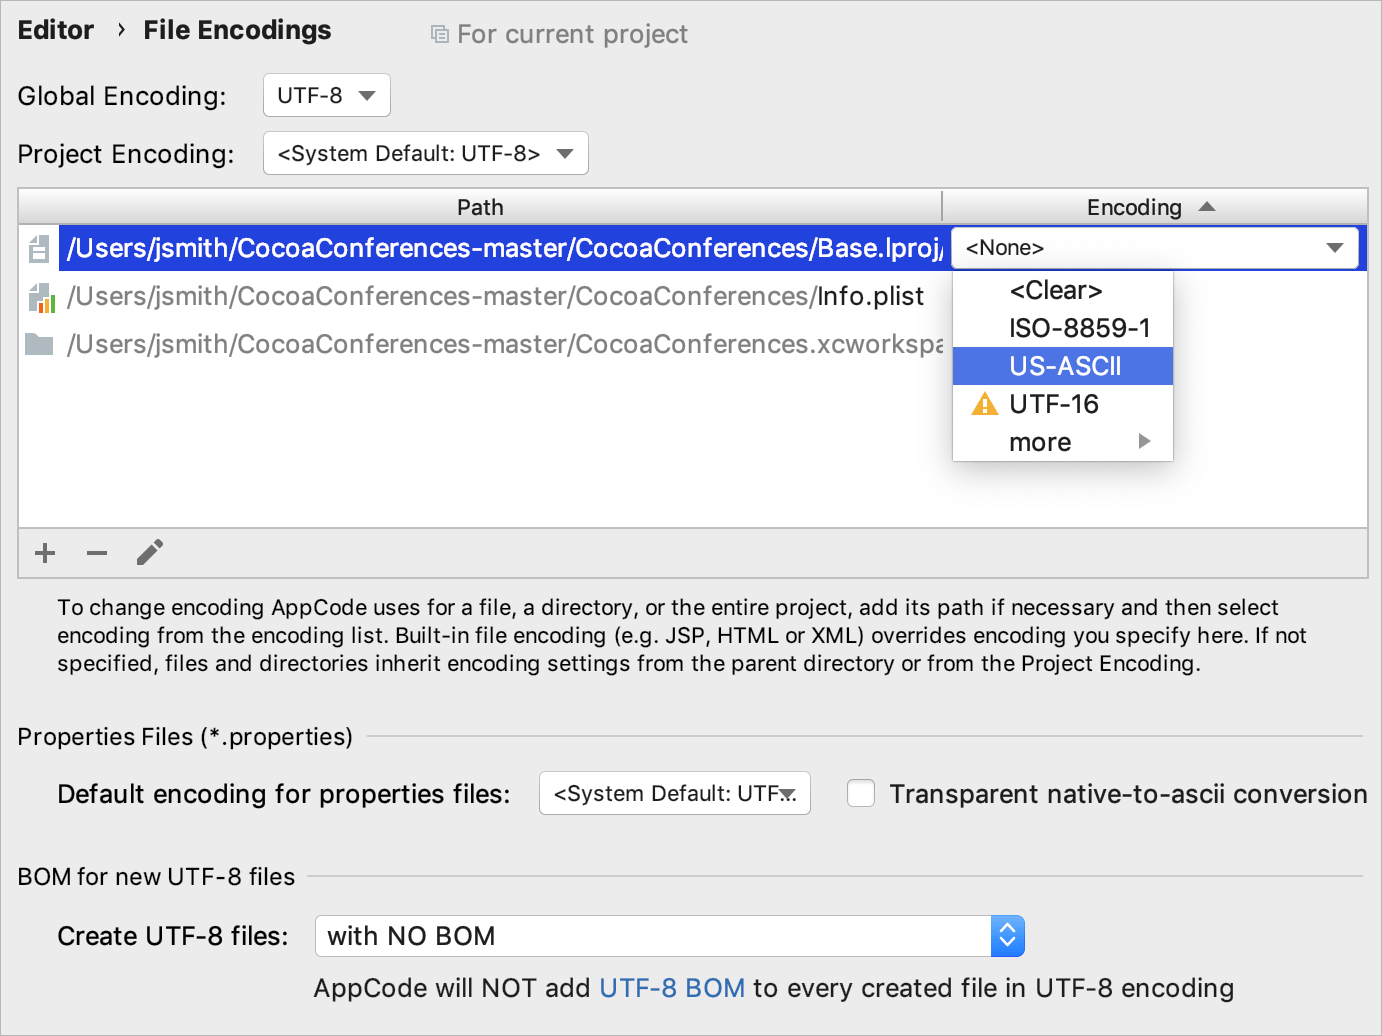 Editor › File Encodings
For current project
Global Encoding: UTF-8
Project Encoding: <System Default: UTF-8>
Path Encoding
/Users/jsmith/CocoaConferences-master/CocoaConferences/Base.lproj/ <None>
/Users/jsmith/CocoaConferences-master/CocoaConferences/Info.plist
/Users/jsmith/CocoaConferences-master/CocoaConferences.xcworkspa
<Clear>
ISO-8859-1
US-ASCII
UTF-16
more
To change encoding AppCode uses for a file, a directory, or the entire project, add its path if necessary and then select
encoding from the encoding list. Built-in file encoding (e.g. JSP, HTML or XML) overrides encoding you specify here. If not
specified, files and directories inherit encoding settings from the parent directory or from the Project Encoding.
Properties Files (*.properties)
Default encoding for properties files: <System Default: UTF... Transparent native-to-ascii conversion
BOM for new UTF-8 files
Create UTF-8 files: with NO BOM
AppCode will NOT add UTF-8 BOM to every created file in UTF-8 encoding